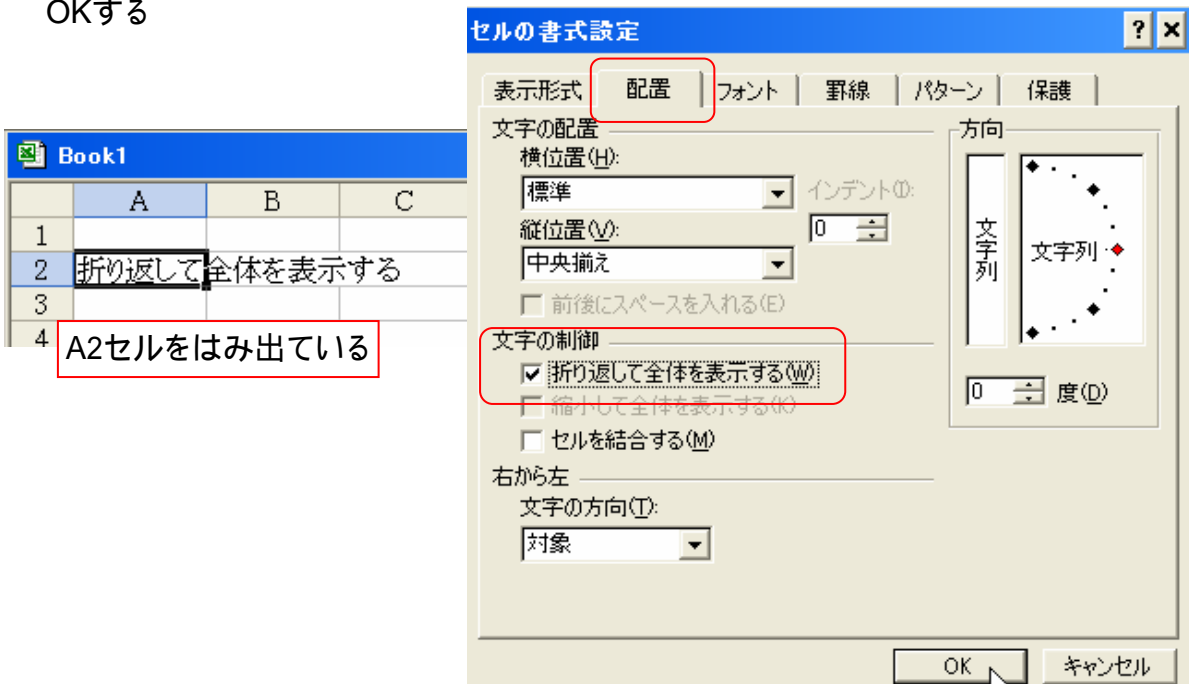 OKする
Book1
A B C
1
2 折り返して全体を表示する
3
4
A2セルをはみ出ている
セルの書式設定
表示形式 配置 フォント 罫線 パターン 保護
文字の配置
横位置(H):
標準
インデント(I):
縦位置(V):
0
中央揃え
前後にスペースを入れる(E)
文字の制御
折り返して全体を表示する(W)
縮小して全体を表示する(K)
セルを結合する(M)
右から左
文字の方向(T):
対象
方向
文字列
文字列
0 度(D)
OK キャンセル